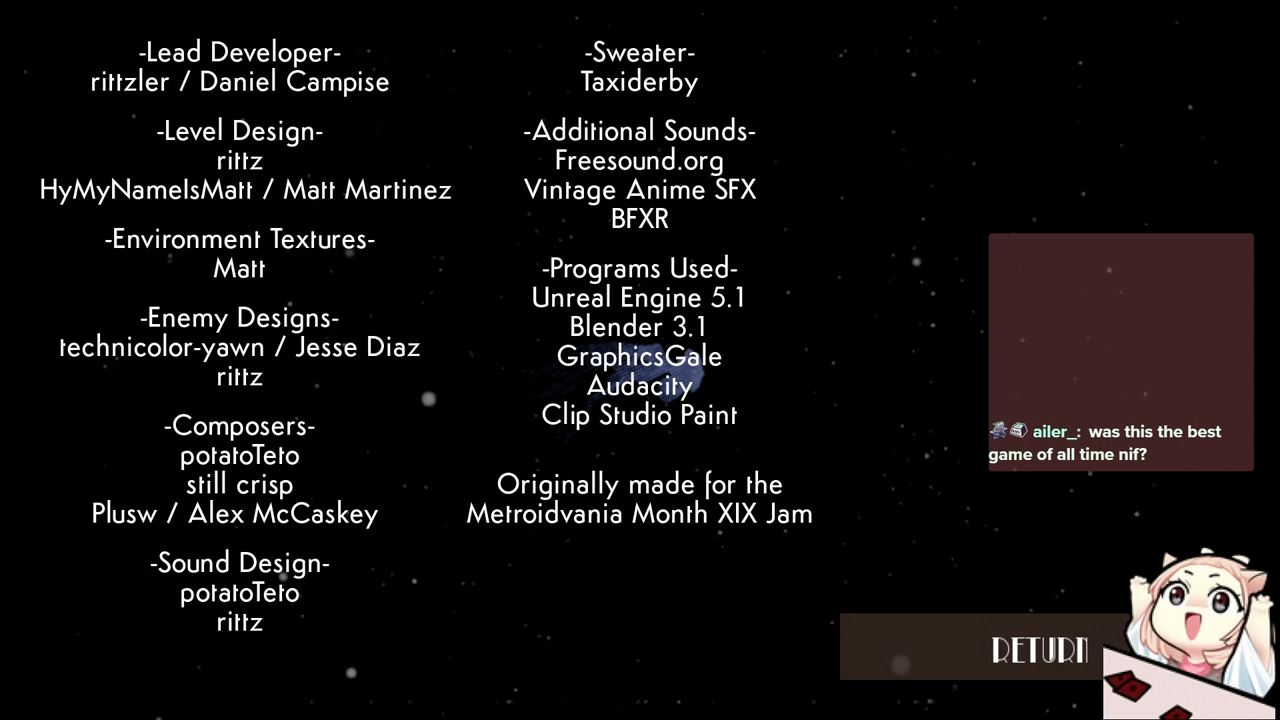 -Lead Developer-
rittzler / Daniel Campise
-Level Design-
rittz
HyMyNameIsMatt / Matt Martinez
-Environment Textures-
Matt
-Enemy Designs-
technicolor-yawn / Jesse Diaz
rittz
-Composers-
potatoTeto
still crisp
Plusw / Alex McCaskey
-Sound Design-
potatoTeto
rittz
-Sweater-
Taxiderby
-Additional Sounds-
Freesound.org
Vintage Anime SFX
BFXR
-Programs Used-
Unreal Engine 5.1
Blender 3.1
GraphicsGale
Audacity
Clip Studio Paint
Originally made for the
Metroidvania Month XIX Jam
ailer_: was this the best
game of all time nif?
RETURN